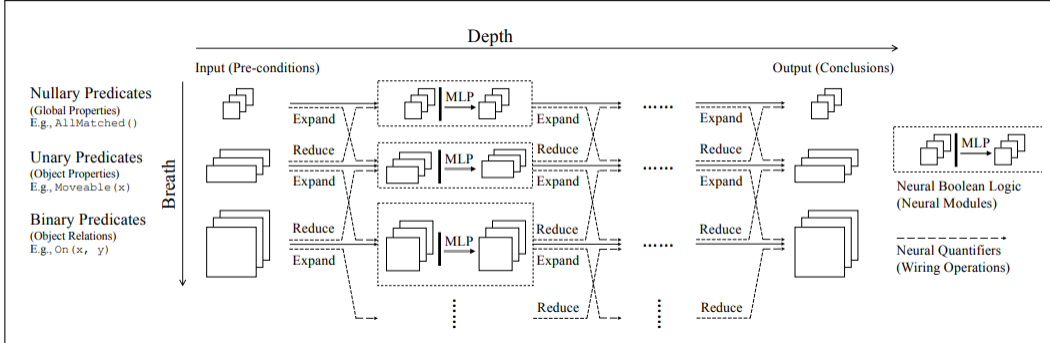 Depth
Input (Pre-conditions)
Output (Conclusions)
Breath
Nullary Predicates
(Global Properties)
E.g., AllMatched()
Unary Predicates
(Object Properties)
E.g., Moveable(x)
Binary Predicates
(Object Relations)
E.g., On(x, y)
Expand
Reduce
Expand
Reduce
Expand
MLP
MLP
MLP
Expand
Reduce
Expand
Reduce
Expand
Reduce
......
......
......
Expand
Reduce
Expand
Reduce
Reduce
MLP
Neural Boolean Logic
(Neural Modules)
Neural Quantifiers
(Wiring Operations)